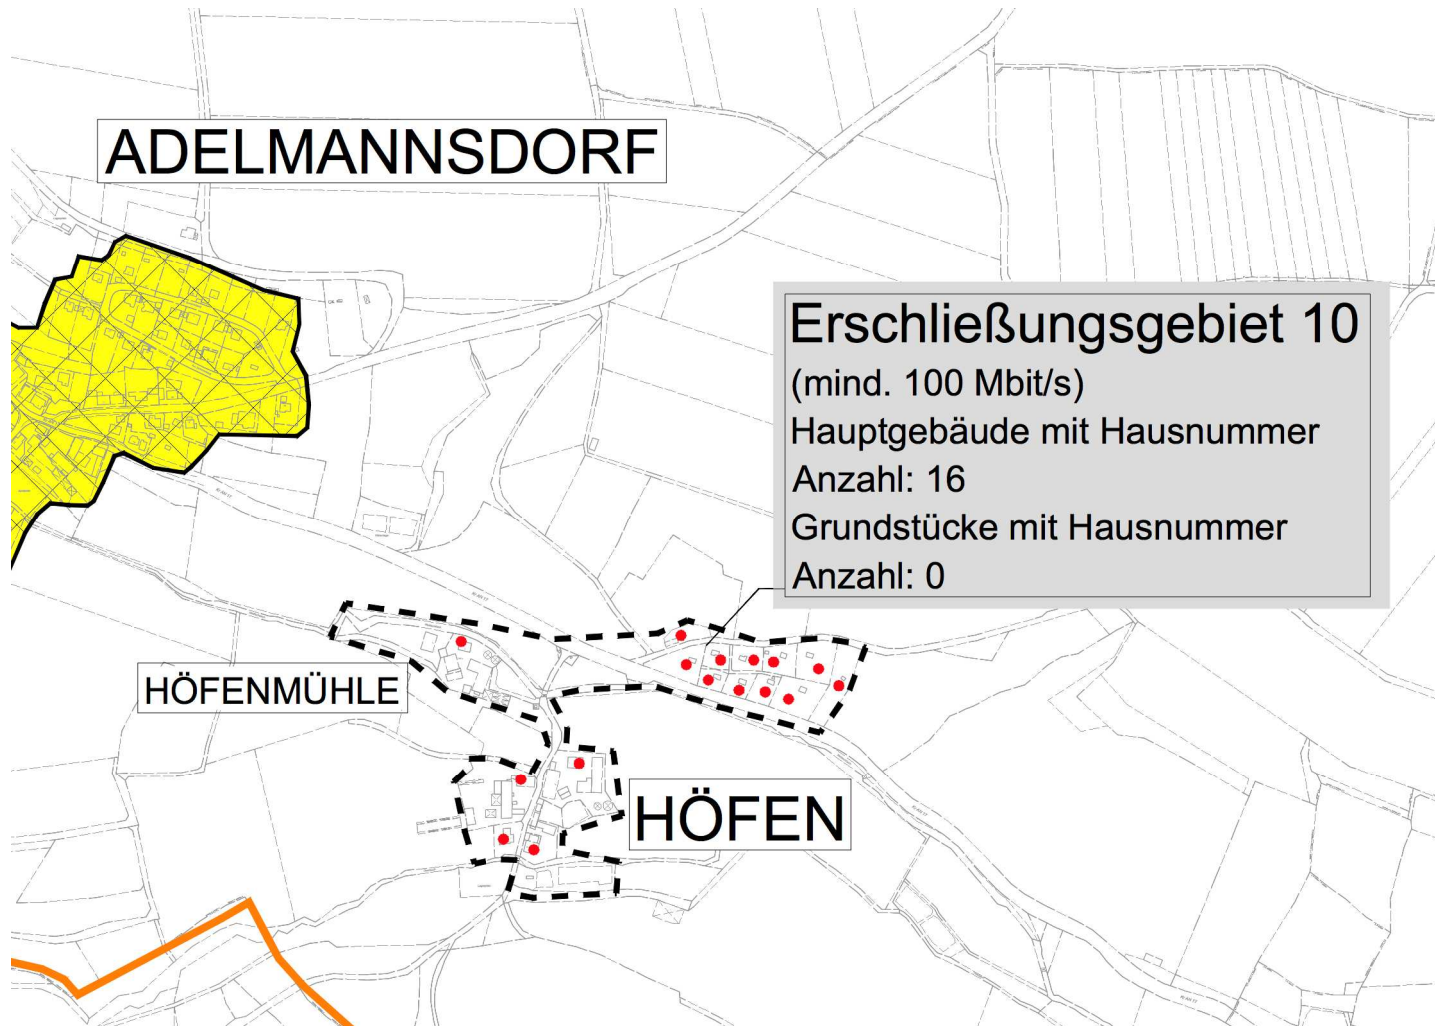 ADELMANNSDORF
Erschließungsgebiet 10
(mind. 100 Mbit/s)
Hauptgebäude mit Hausnummer
Anzahl: 16
Grundstücke mit Hausnummer
Anzahl: 0
HÖFENMÜHLE
HÖFEN